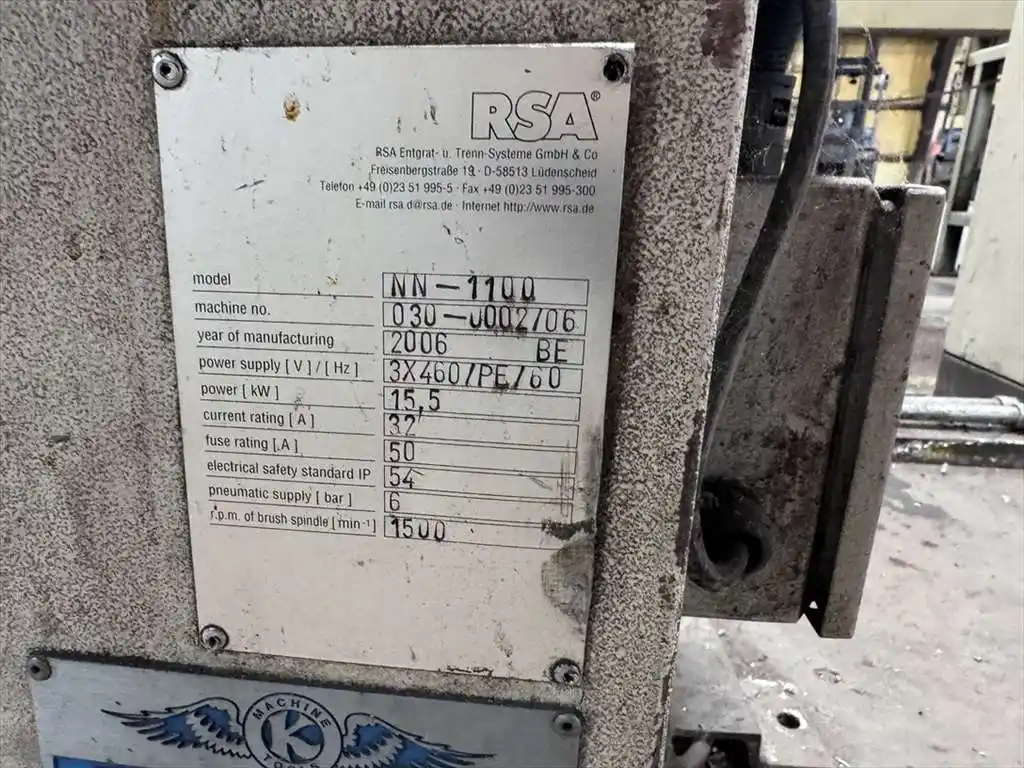 RSA®
RSA Entgrat- u. Trenn-Systeme GmbH & Co
Freisenbergstraße 19 · D-58513 Lüdenscheid
Telefon +49 (0)23 51 995-5 · Fax +49 (0)23 51 995-300
E-mail rsa.d@rsa.de · Internet http://www.rsa.de
model NN-1100
machine no. 030-0002/06
year of manufacturing 2006 BE
power supply [ V ] / [ Hz ] 3X460/PE/60
power [ kW ] 15,5
current rating [ A ] 32
fuse rating [ A ] 50
electrical safety standard IP 54
pneumatic supply [ bar ] 6
r.p.m. of brush spindle [ min⁻¹ ] 1500
MACHINE
K
TOOLS